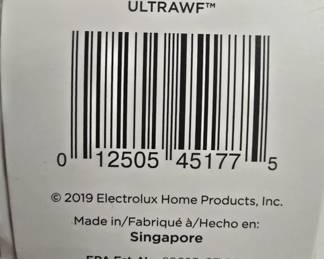 ULTRAWF™
0 12505 45177 5
© 2019 Electrolux Home Products, Inc.
Made in/Fabriqué à/Hecho en:
Singapore